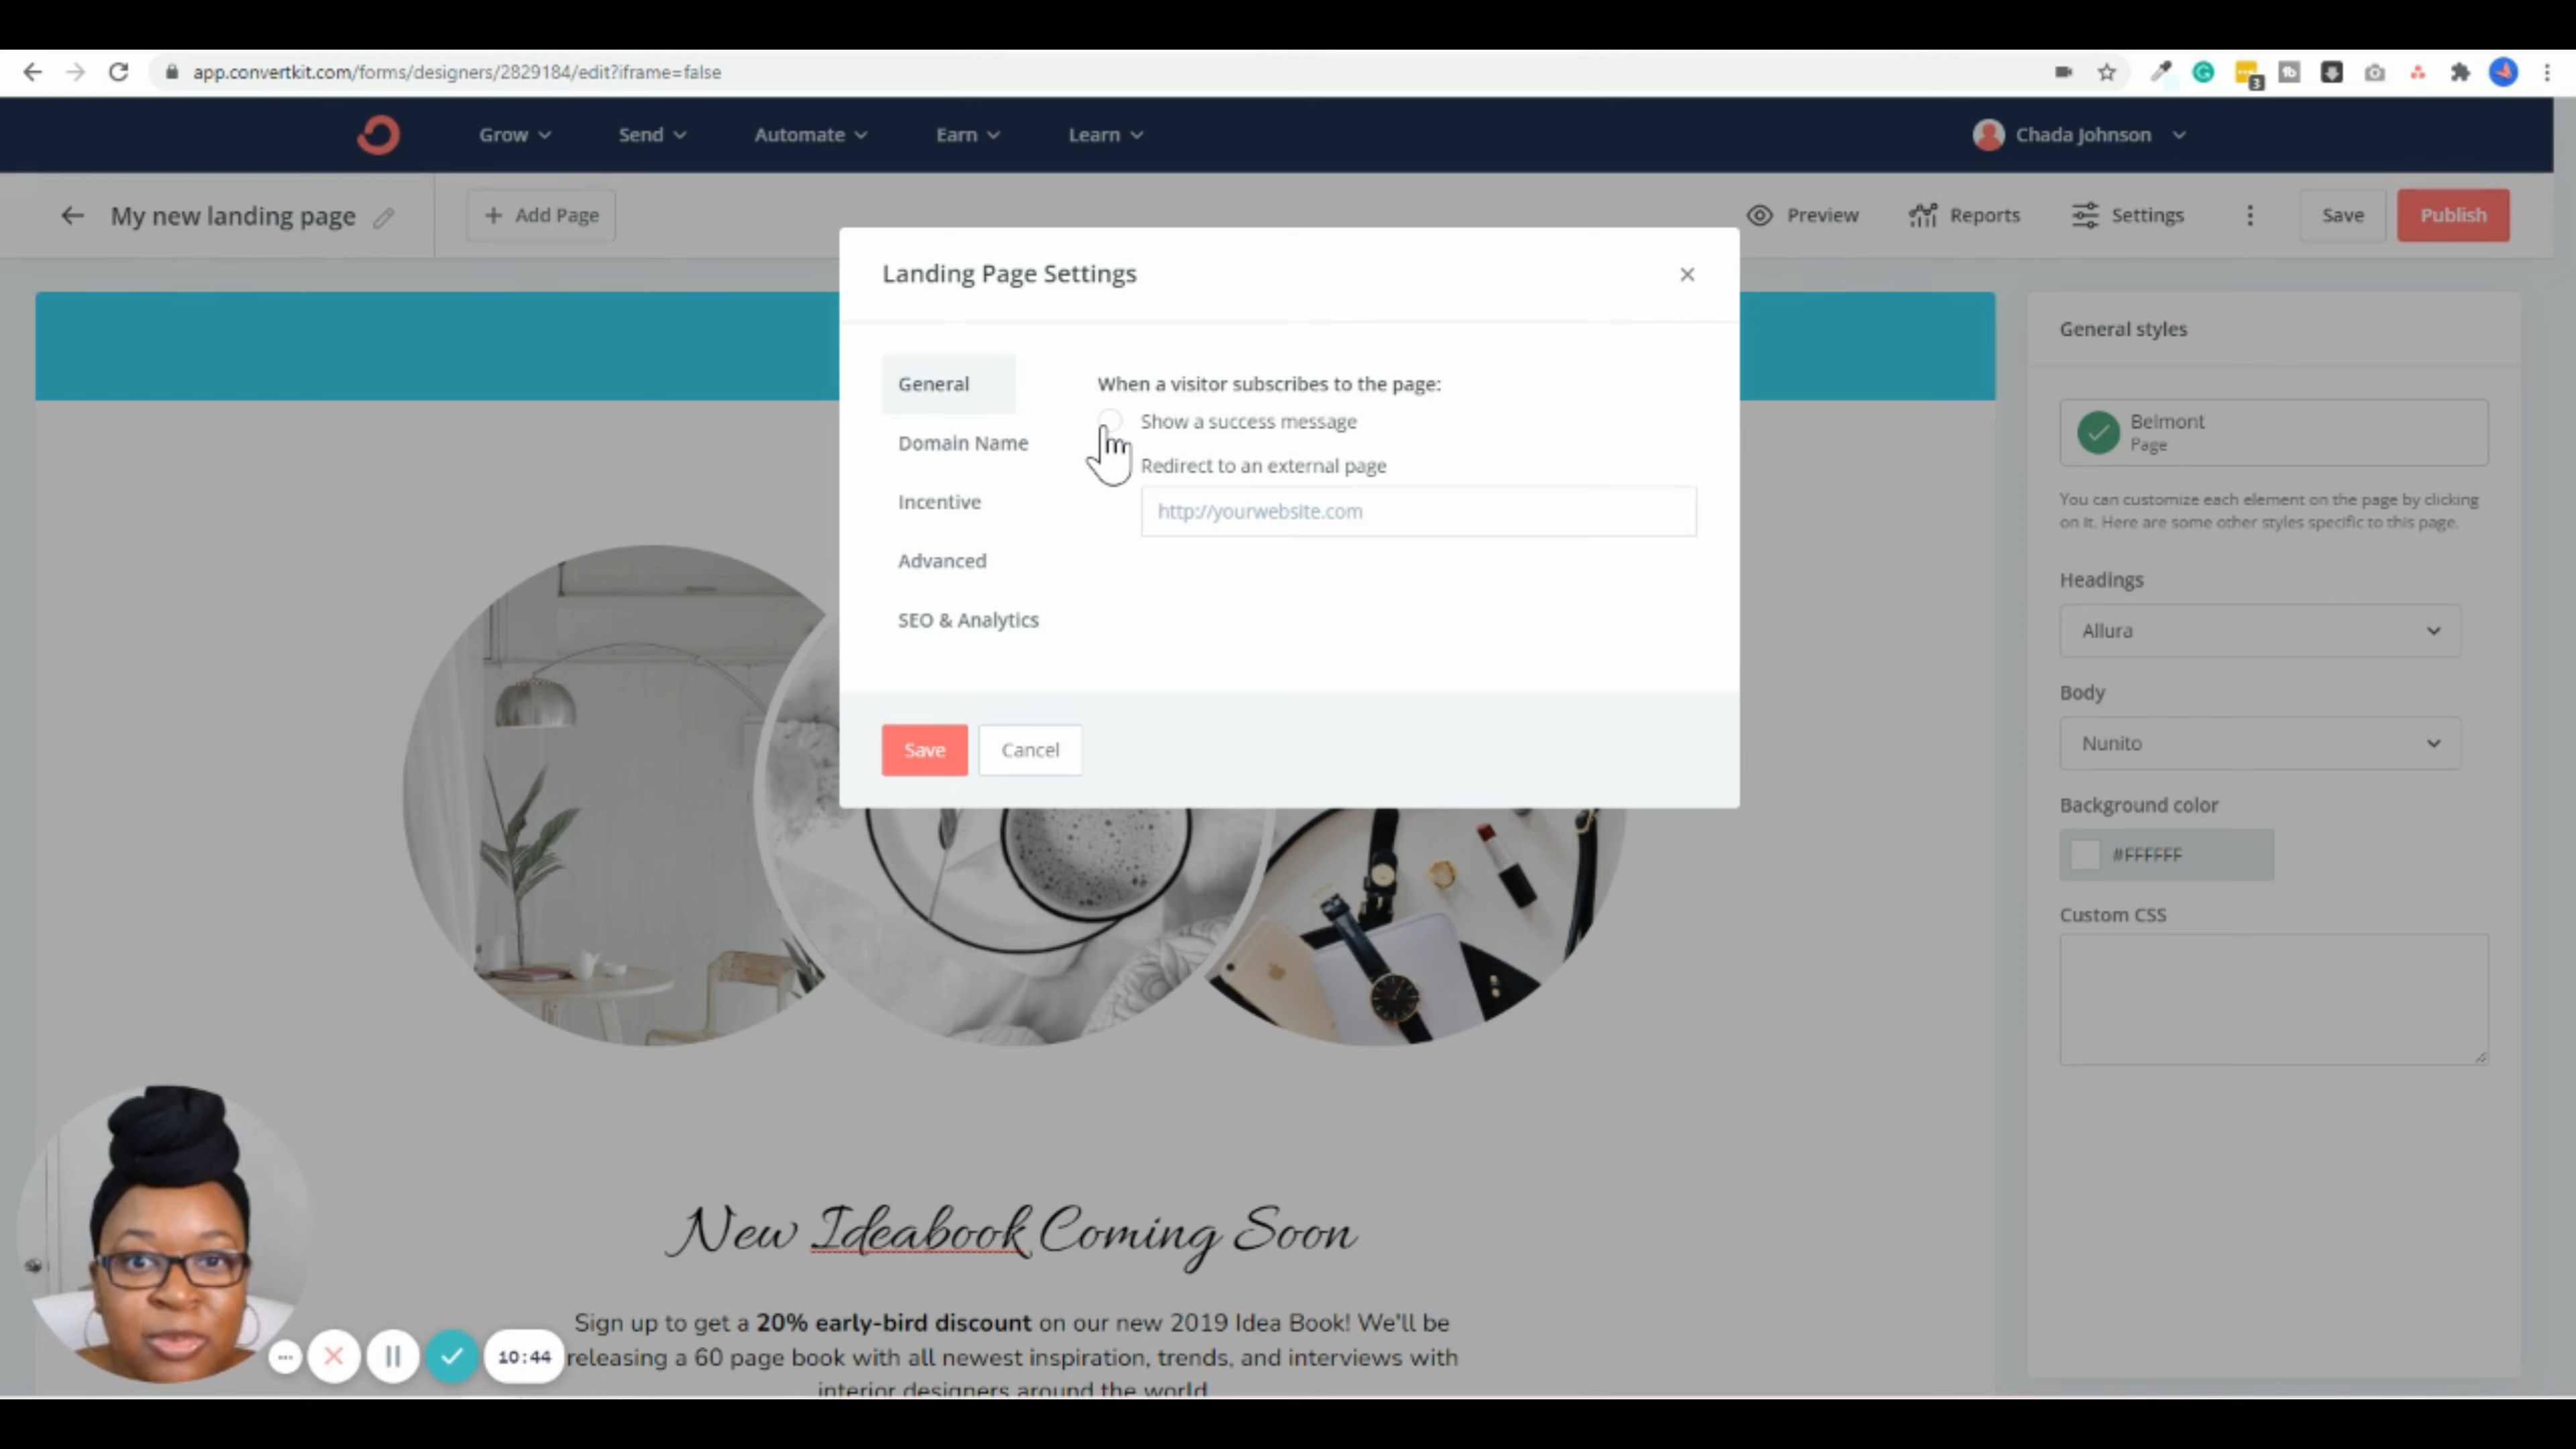 app.convertkit.com/forms/designers/2829184/edit?iframe=false
3
Grow
Send
Automate
Earn
Learn
Chada Johnson
My new landing page
+ Add Page
Preview
Reports
Settings
Save
Publish
Landing Page Settings
General
Domain Name
Incentive
Advanced
SEO & Analytics
When a visitor subscribes to the page:
Show a success message
Redirect to an external page
http://yourwebsite.com
Save
Cancel
General styles
Belmont
Page
You can customize each element on the page by clicking
on it. Here are some other styles specific to this page.
Headings
Allura
Body
Nunito
Background color
#FFFFFF
Custom CSS
New Ideabook Coming Soon
Sign up to get a 20% early-bird discount on our new 2019 Idea Book! We'll be
releasing a 60 page book with all newest inspiration, trends, and interviews with
interior designers around the world
10:44